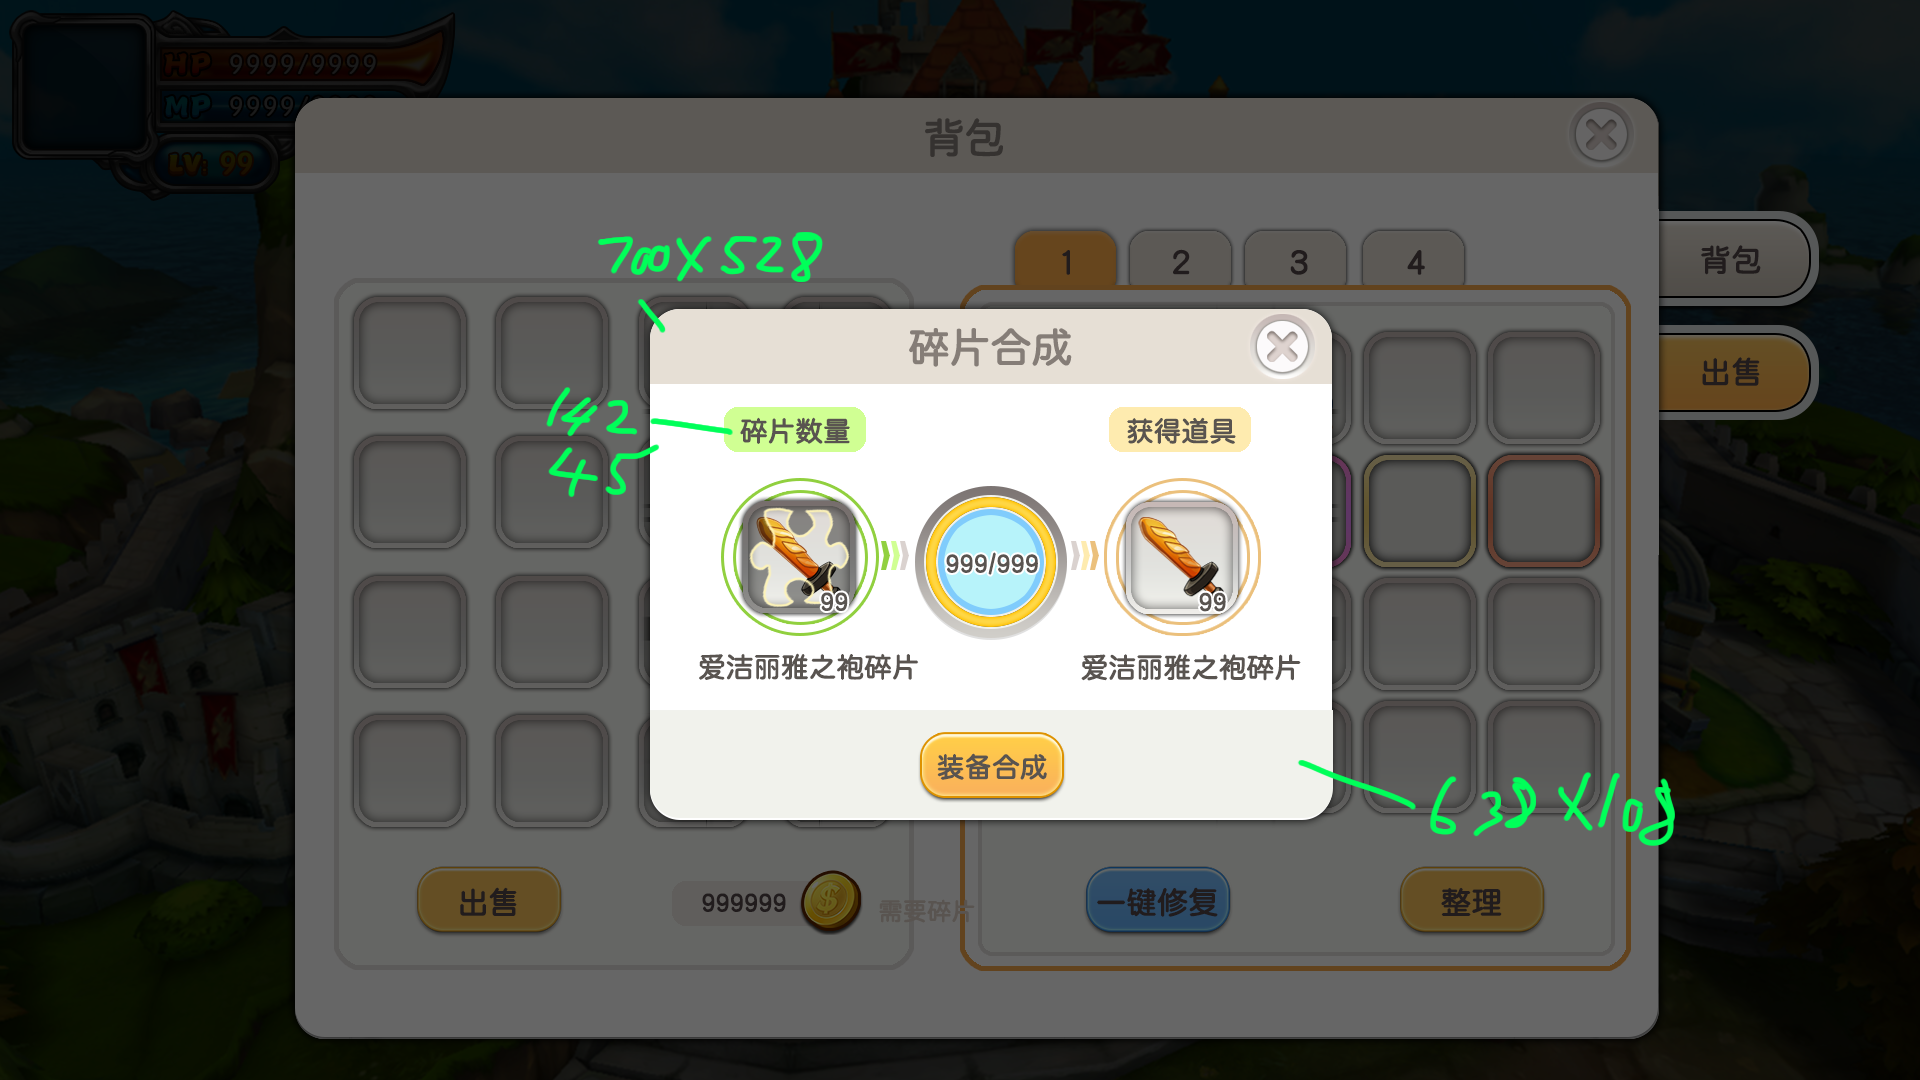 HP 9999/9999
MP 9999/
LV: 99
背包
700X528
1
2
3
4
背包
出售
碎片合成
142
45
碎片数量
获得道具
99
999/999
99
爱洁丽雅之袍碎片
爱洁丽雅之袍碎片
装备合成
638X108
出售
999999
需要碎片
一键修复
整理